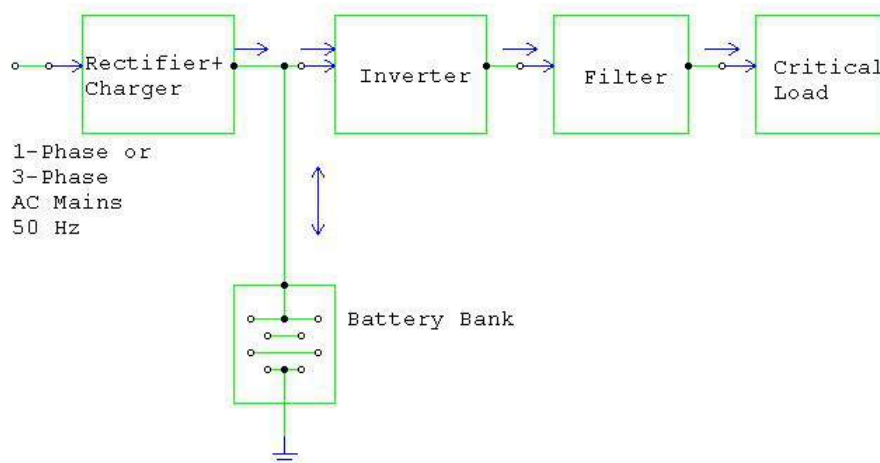 Rectifier+
Charger
Inverter
Filter
Critical
Load
1-Phase or
3-Phase
AC Mains
50 Hz
Battery Bank